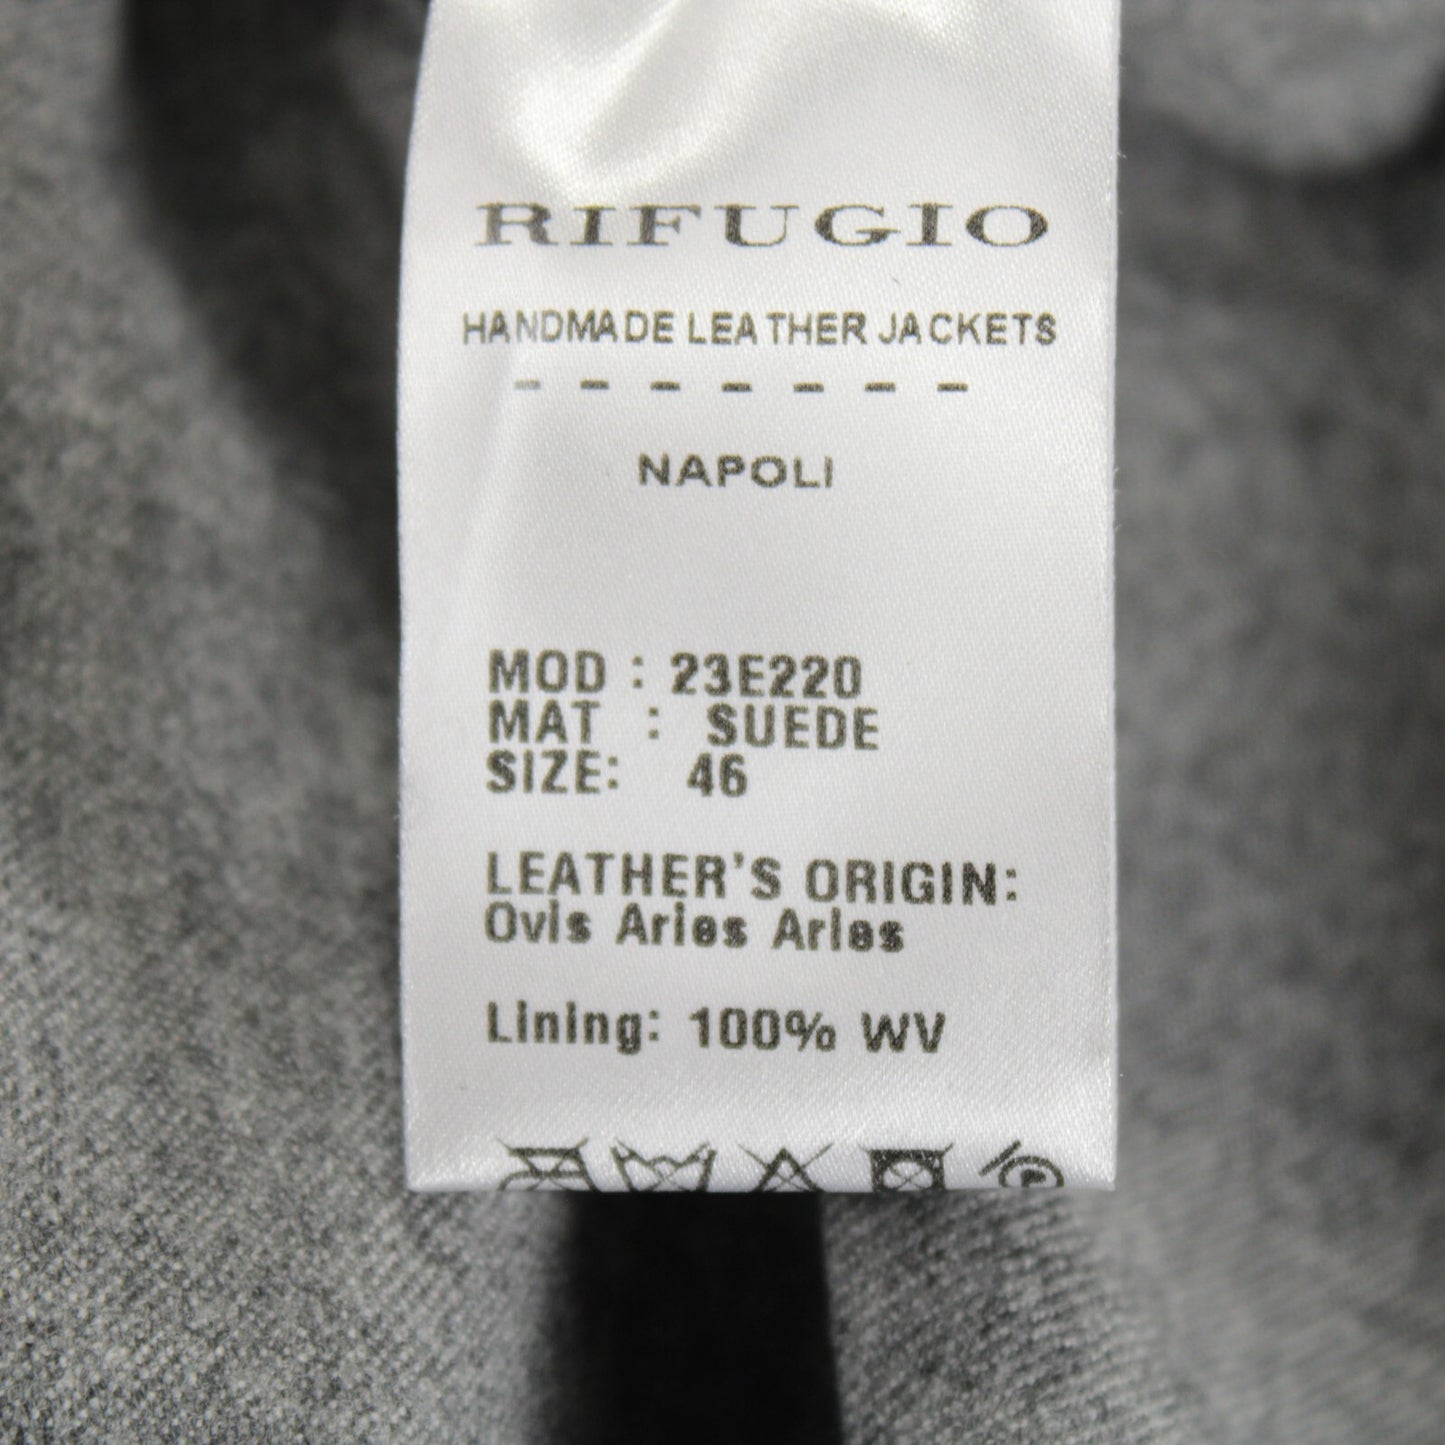 RIFUGIO
HANDMADE LEATHER JACKETS
- - - - - - -
NAPOLI
MOD : 23E220
MAT : SUEDE
SIZE: 46
LEATHER'S ORIGIN:
Ovis Aries Aries
Lining: 100% WV
P